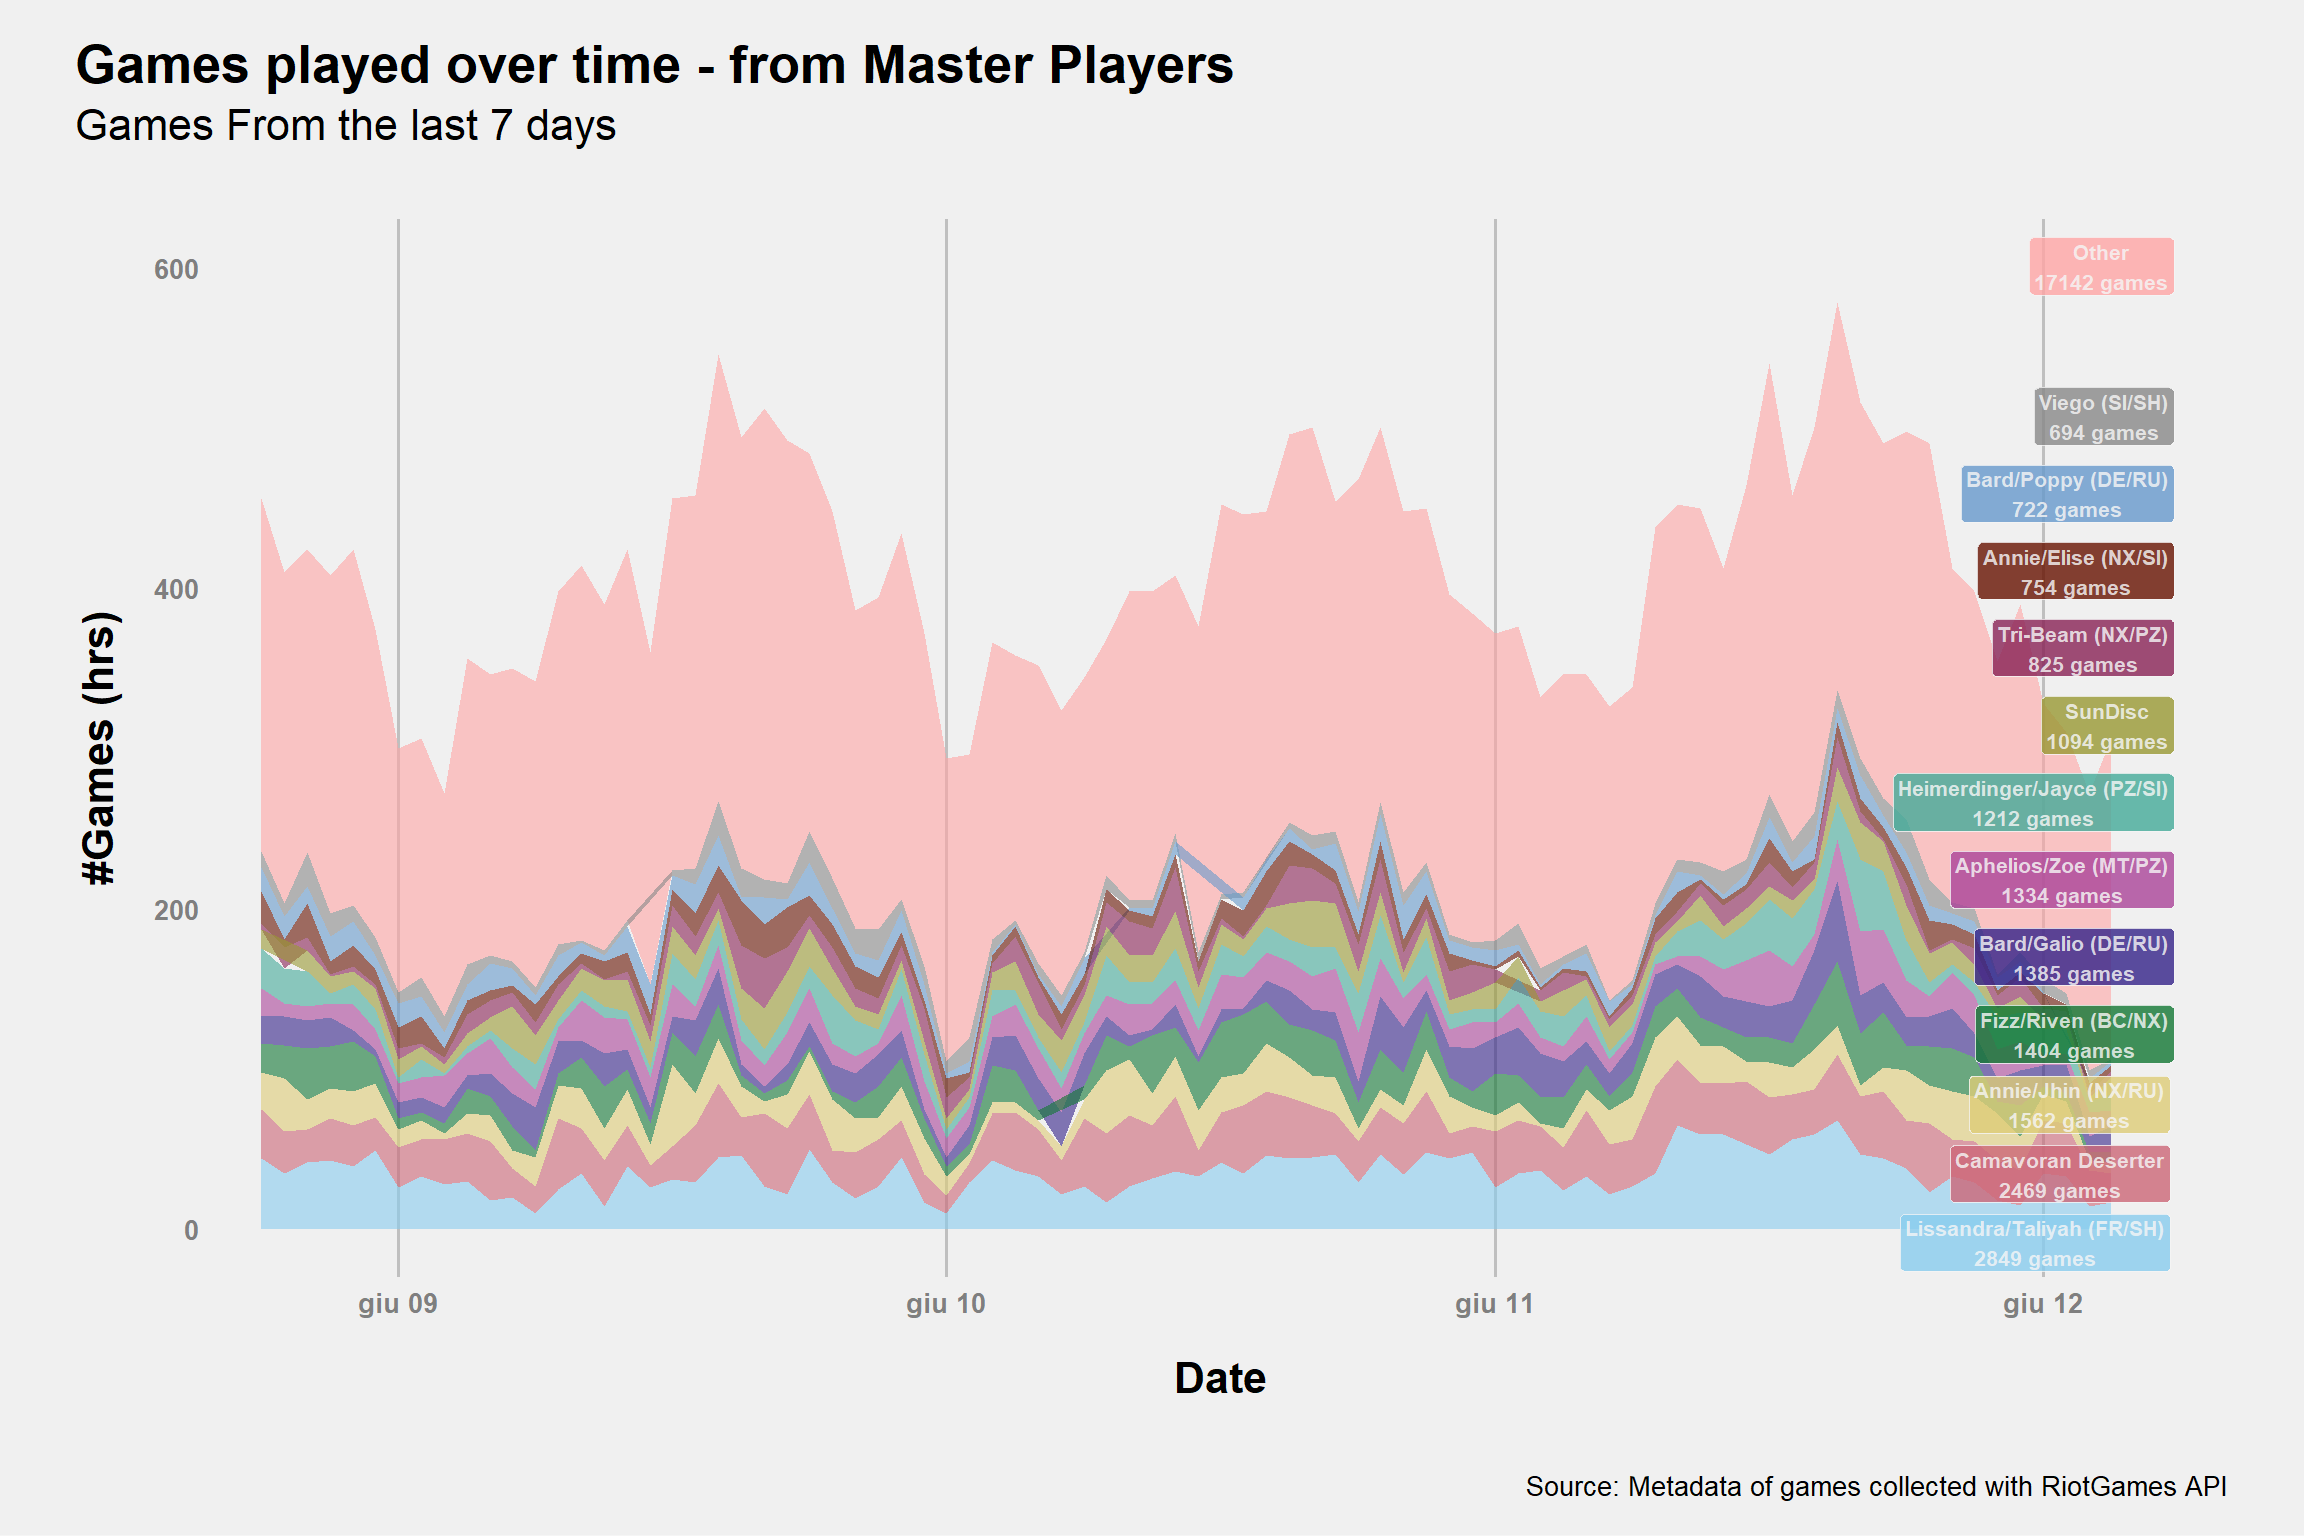 Games played over time - from Master Players
Games From the last 7 days
#Games (hrs)
600
400
200
0
Other
17142 games
Viego (SI/SH)
694 games
Bard/Poppy (DE/RU)
722 games
Annie/Elise (NX/SI)
754 games
Tri-Beam (NX/PZ)
825 games
SunDisc
1094 games
Heimerdinger/Jayce (PZ/SI)
1212 games
Aphelios/Zoe (MT/PZ)
1334 games
Bard/Galio (DE/RU)
1385 games
Fizz/Riven (BC/NX)
1404 games
Annie/Jhin (NX/RU)
1562 games
Camavoran Deserter
2469 games
Lissandra/Taliyah (FR/SH)
2849 games
giu 09
giu 10
giu 11
giu 12
Date
Source: Metadata of games collected with RiotGames API